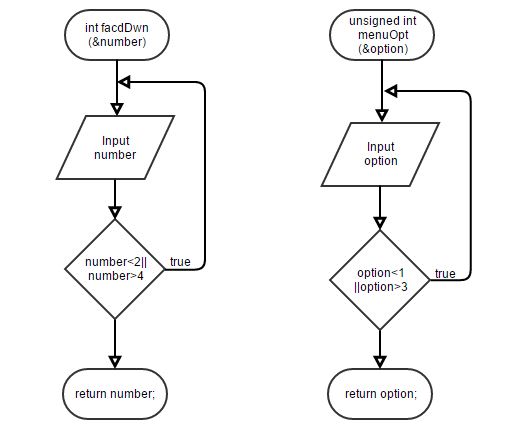 int facdDwn
(&number)
Input
number
number<2||
number>4
true
return number;
unsigned int
menuOpt
(&option)
Input
option
option<1
||option>3
true
return option;